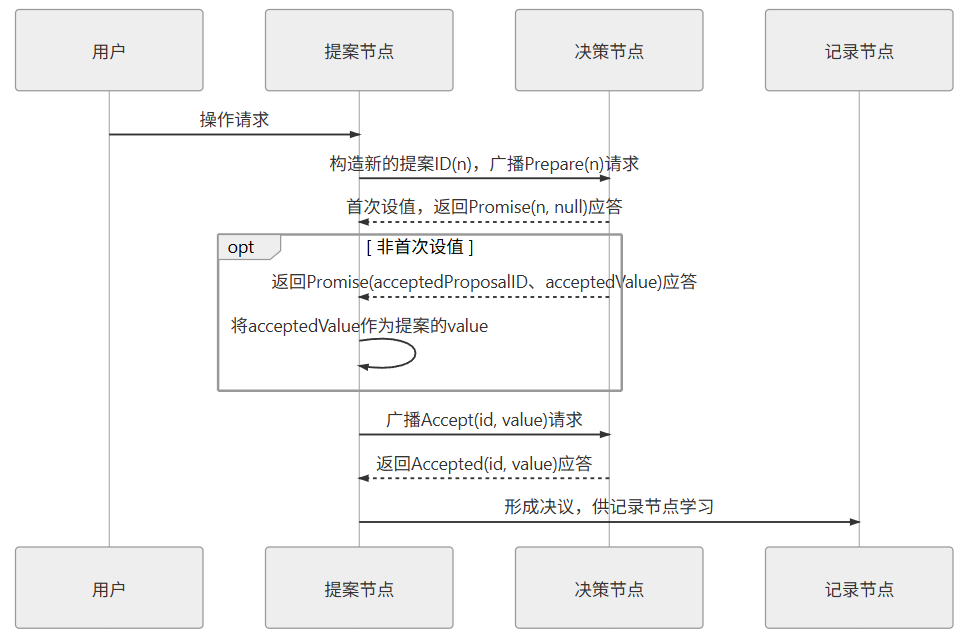 用户 提案节点 决策节点 记录节点
操作请求
构造新的提案ID(n)，广播Prepare(n)请求
首次设值，返回Promise(n, null)应答
opt [ 非首次设值 ]
返回Promise(acceptedProposalID、acceptedValue)应答
将acceptedValue作为提案的value
广播Accept(id, value)请求
返回Accepted(id, value)应答
形成决议，供记录节点学习
用户 提案节点 决策节点 记录节点